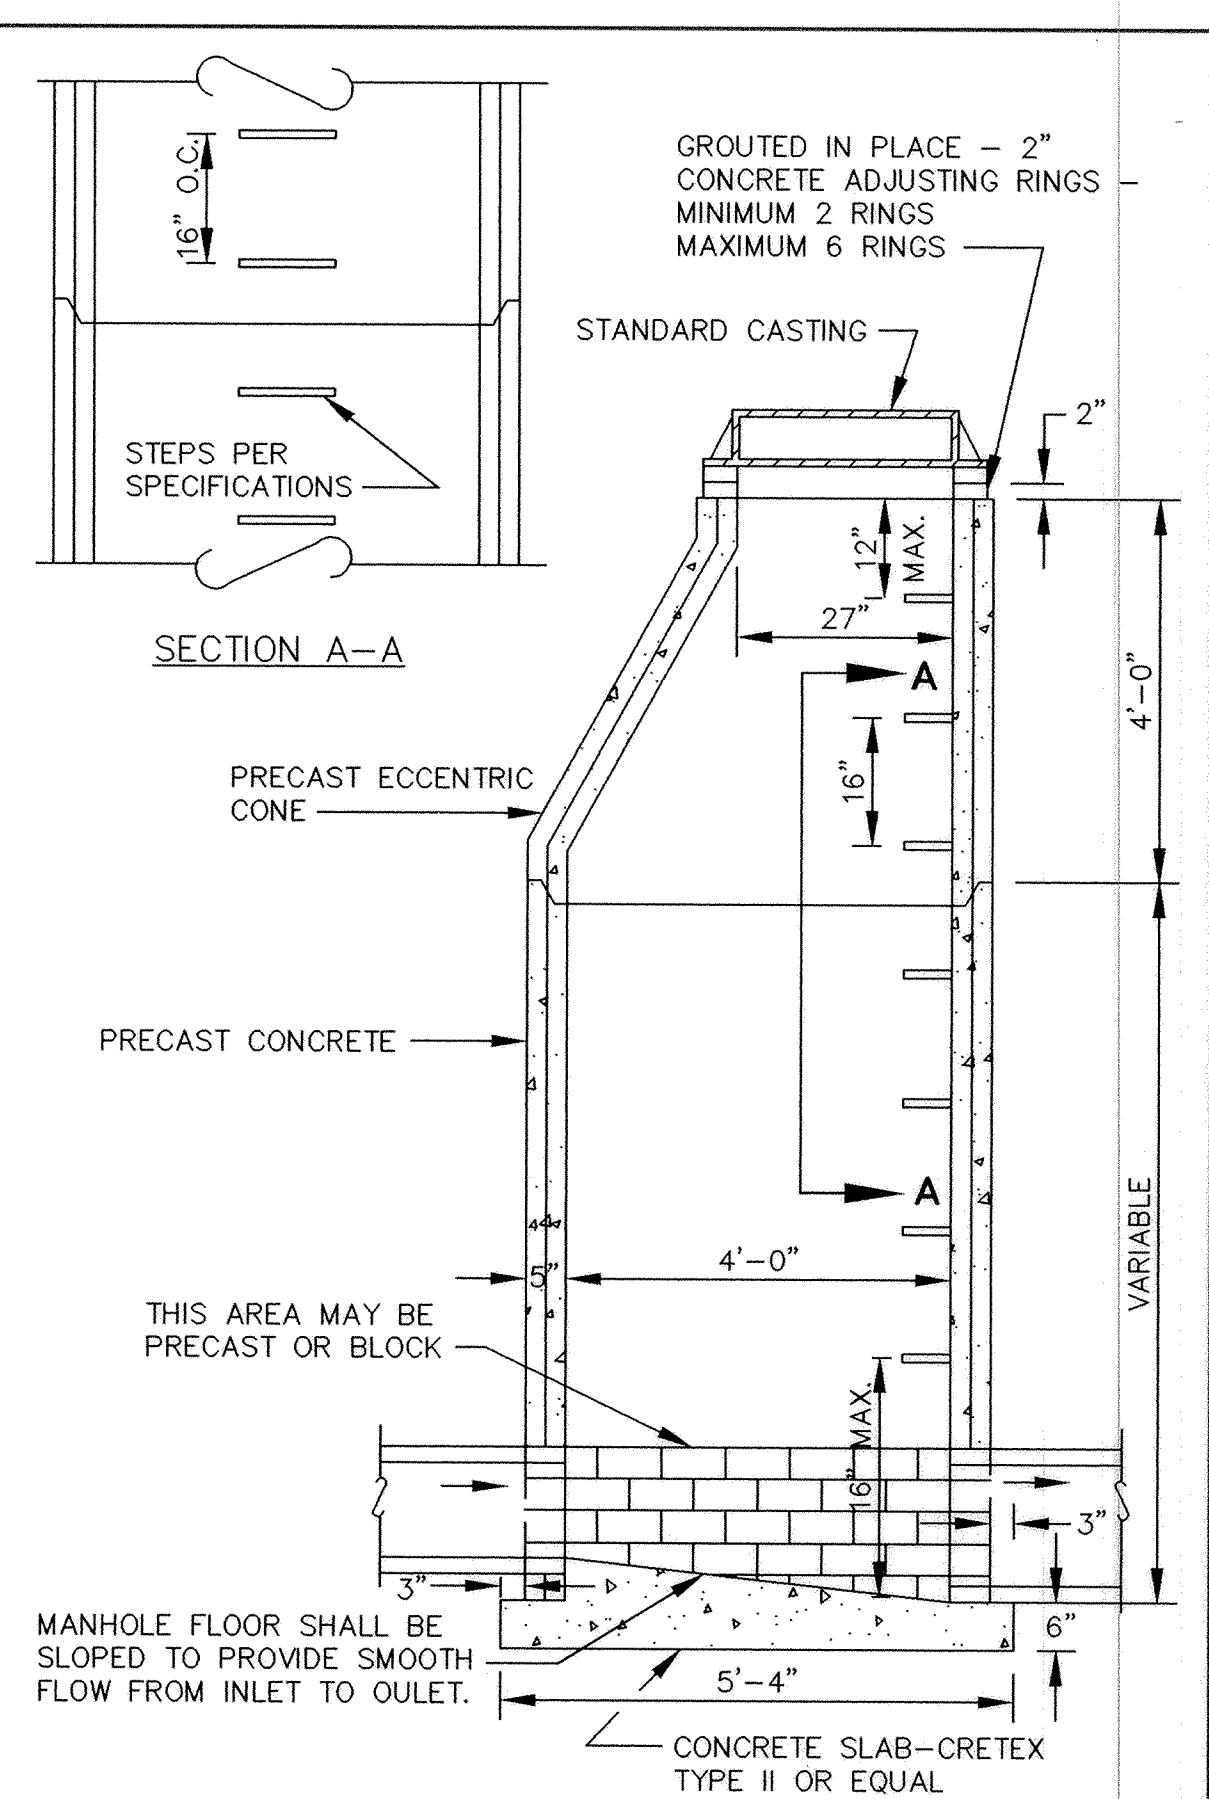 16" O.C.
STEPS PER
SPECIFICATIONS
SECTION A-A
GROUTED IN PLACE - 2"
CONCRETE ADJUSTING RINGS -
MINIMUM 2 RINGS
MAXIMUM 6 RINGS
STANDARD CASTING
2"
12"
MAX.
27"
A
4'-0"
16"
PRECAST ECCENTRIC
CONE
PRECAST CONCRETE
A
VARIABLE
5"
4'-0"
THIS AREA MAY BE
PRECAST OR BLOCK
16" MAX.
3"
3"
6"
MANHOLE FLOOR SHALL BE
SLOPED TO PROVIDE SMOOTH
FLOW FROM INLET TO OULET.
5'-4"
CONCRETE SLAB-CRETEX
TYPE II OR EQUAL